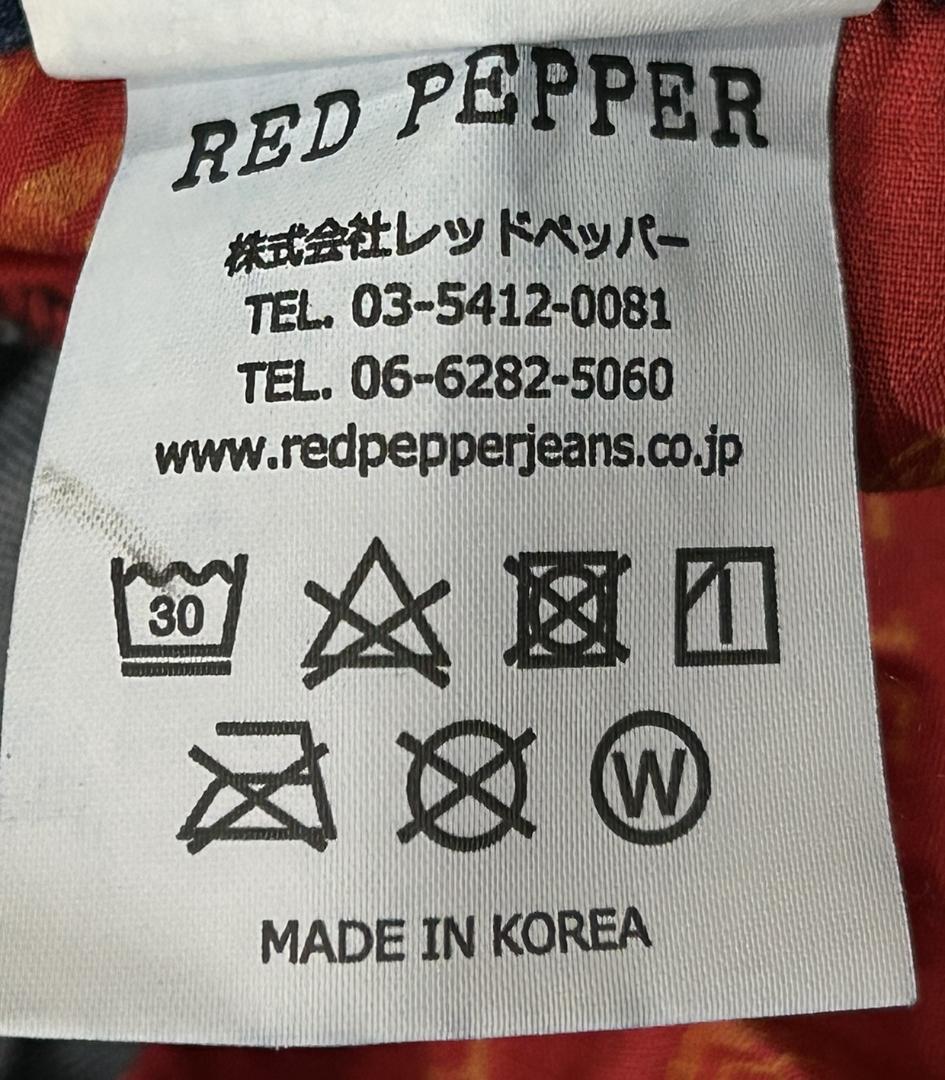 RED PEPPER
株式会社レッドペッパー
TEL. 03-5412-0081
TEL. 06-6282-5060
www.redpepperjeans.co.jp
30
W
MADE IN KOREA